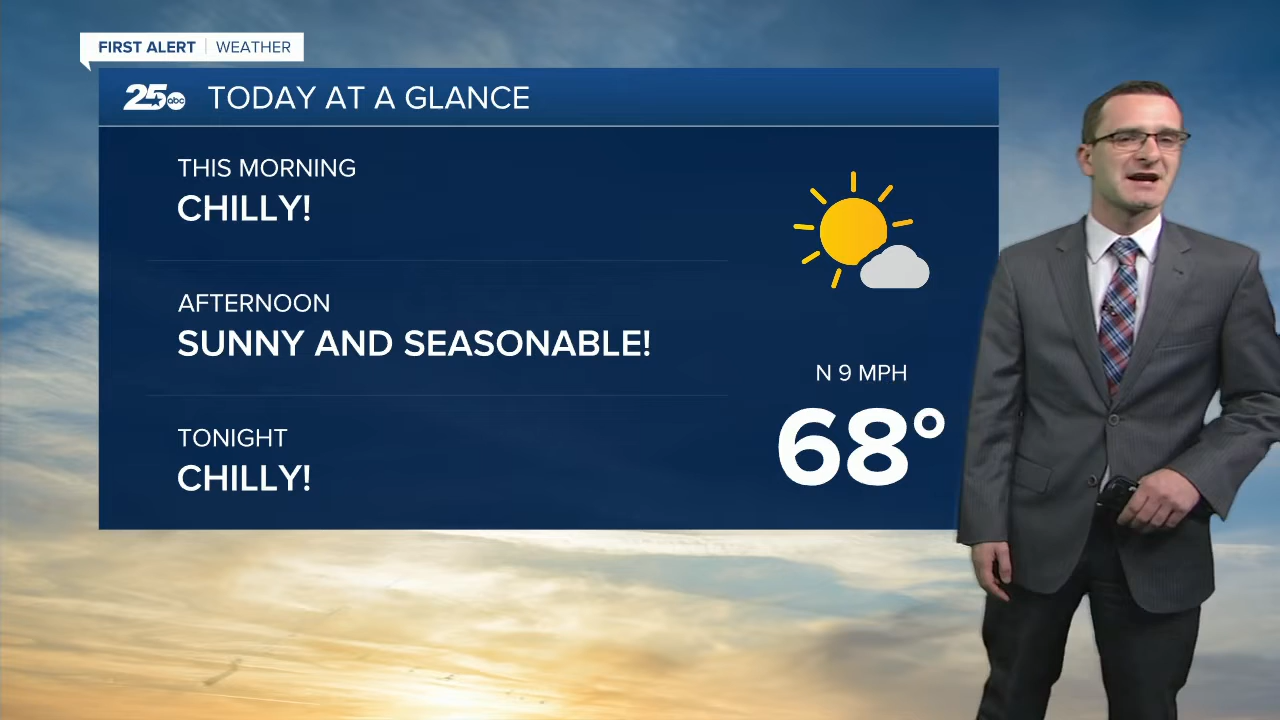 FIRST ALERT | WEATHER
25 abc TODAY AT A GLANCE
THIS MORNING
CHILLY!
AFTERNOON
SUNNY AND SEASONABLE!
TONIGHT
CHILLY!
N 9 MPH
68°